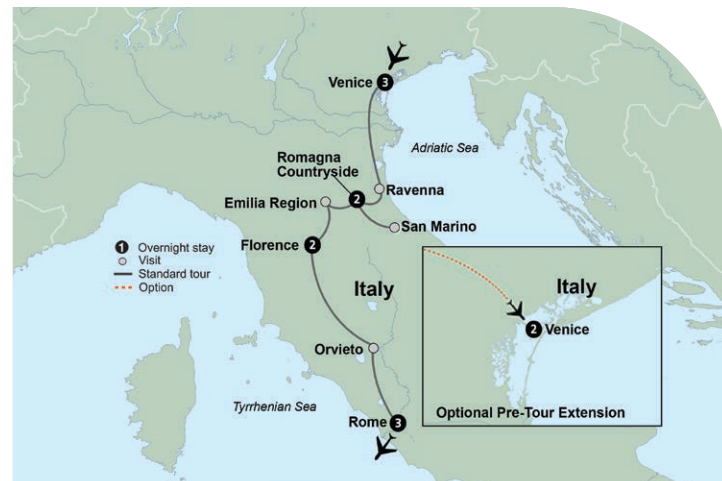 Venice 3
Adriatic Sea
Romagna
Countryside
2
Ravenna
Emilia Region
San Marino
1 Overnight stay
Visit
Standard tour
Option
Florence 2
Italy
Italy
2 Venice
Orvieto
Tyrrhenian Sea
Rome 3
Optional Pre-Tour Extension